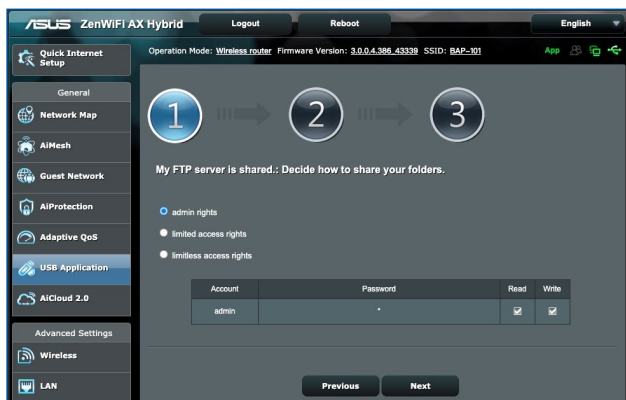 ASUS ZenWiFi AX Hybrid Logout Reboot English
Quick Internet Setup
Operation Mode: Wireless router Firmware Version: 3.0.0.4.386_43339 SSID: BAP-101 App
General
Network Map
AiMesh
Guest Network
AiProtection
Adaptive QoS
USB Application
AiCloud 2.0
Advanced Settings
Wireless
LAN
1 2 3
My FTP server is shared.: Decide how to share your folders.
admin rights
limited access rights
limitless access rights
Account Password Read Write
admin *
Previous Next